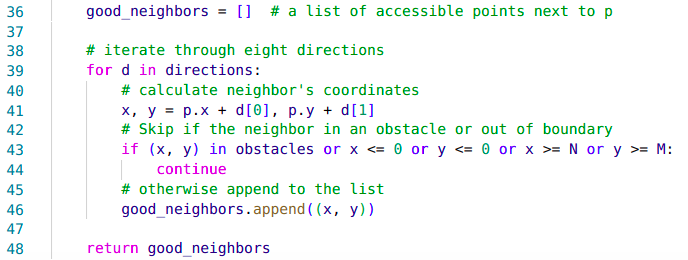 36 good_neighbors = [] # a list of accessible points next to p
37
38 # iterate through eight directions
39 for d in directions:
40 # calculate neighbor's coordinates
41 x, y = p.x + d[0], p.y + d[1]
42 # Skip if the neighbor in an obstacle or out of boundary
43 if (x, y) in obstacles or x <= 0 or y <= 0 or x >= N or y >= M:
44 continue
45 # otherwise append to the list
46 good_neighbors.append((x, y))
47
48 return good_neighbors